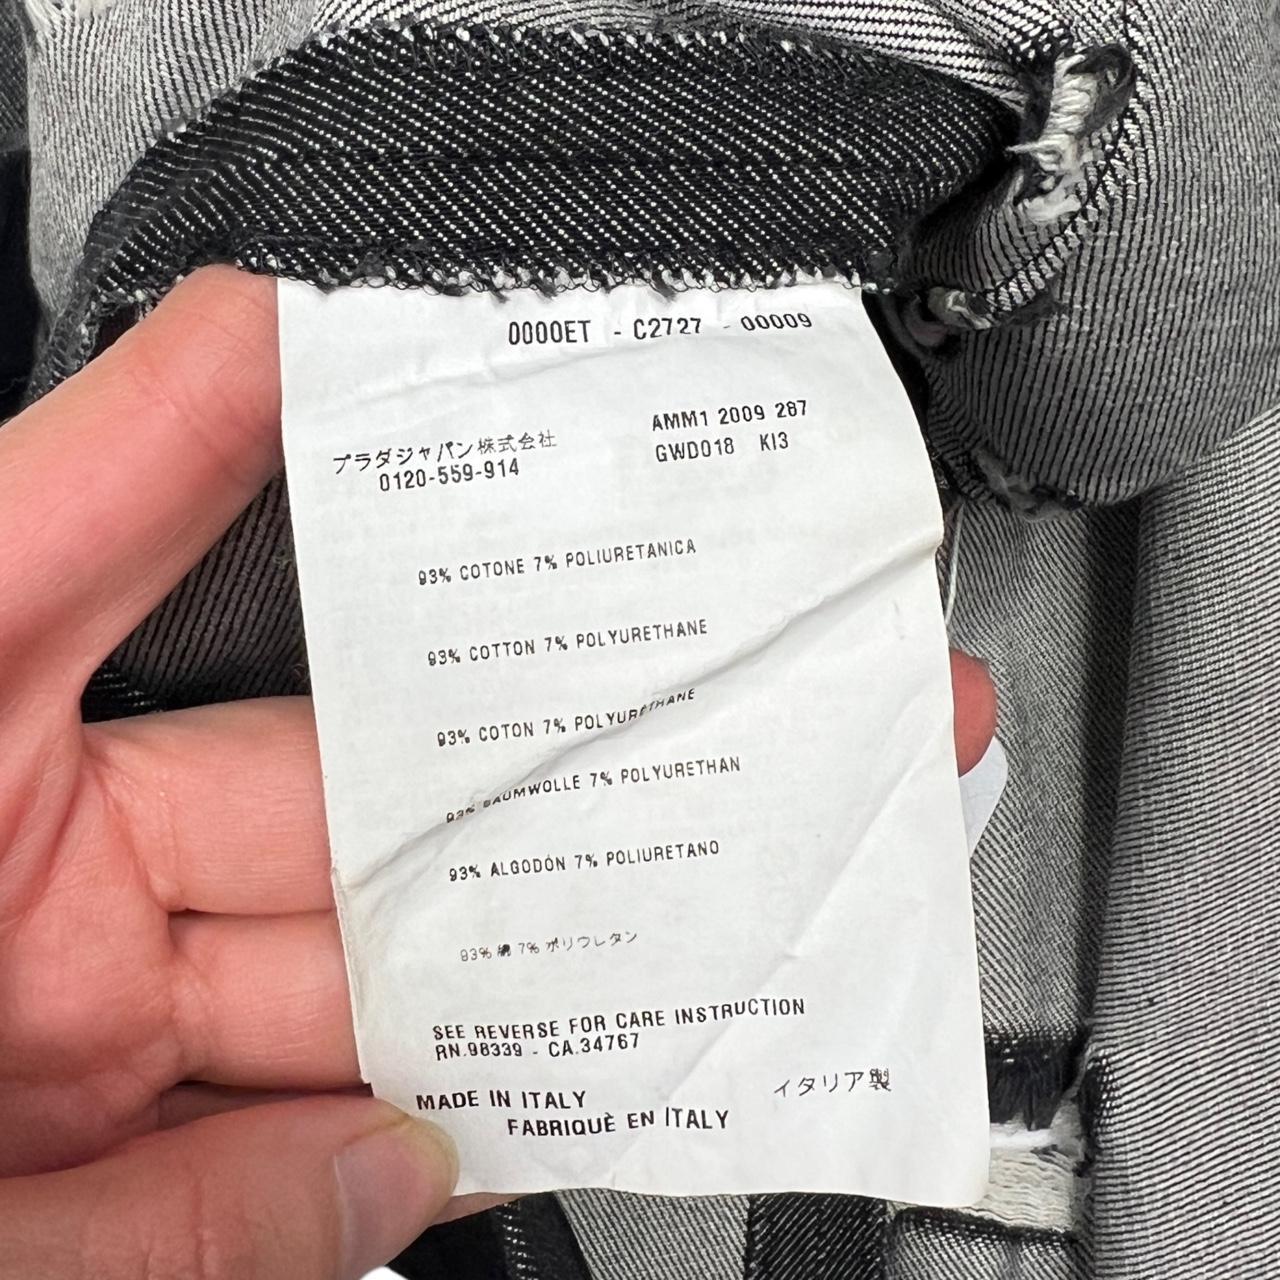 0000ET - C2727 - 00009
AMM1 2009 287
GWD018 KI3
プラダジャパン株式会社
0120-559-914
93% COTONE 7% POLIURETANICA
93% COTTON 7% POLYURETHANE
93% COTON 7% POLYURETHANE
93% BAUMWOLLE 7% POLYURETHAN
93% ALGODÓN 7% POLIURETANO
93% 綿 7% ポリウレタン
SEE REVERSE FOR CARE INSTRUCTION
RN.98339 - CA.34767
MADE IN ITALY
FABRIQUÈ EN ITALY
イタリア製